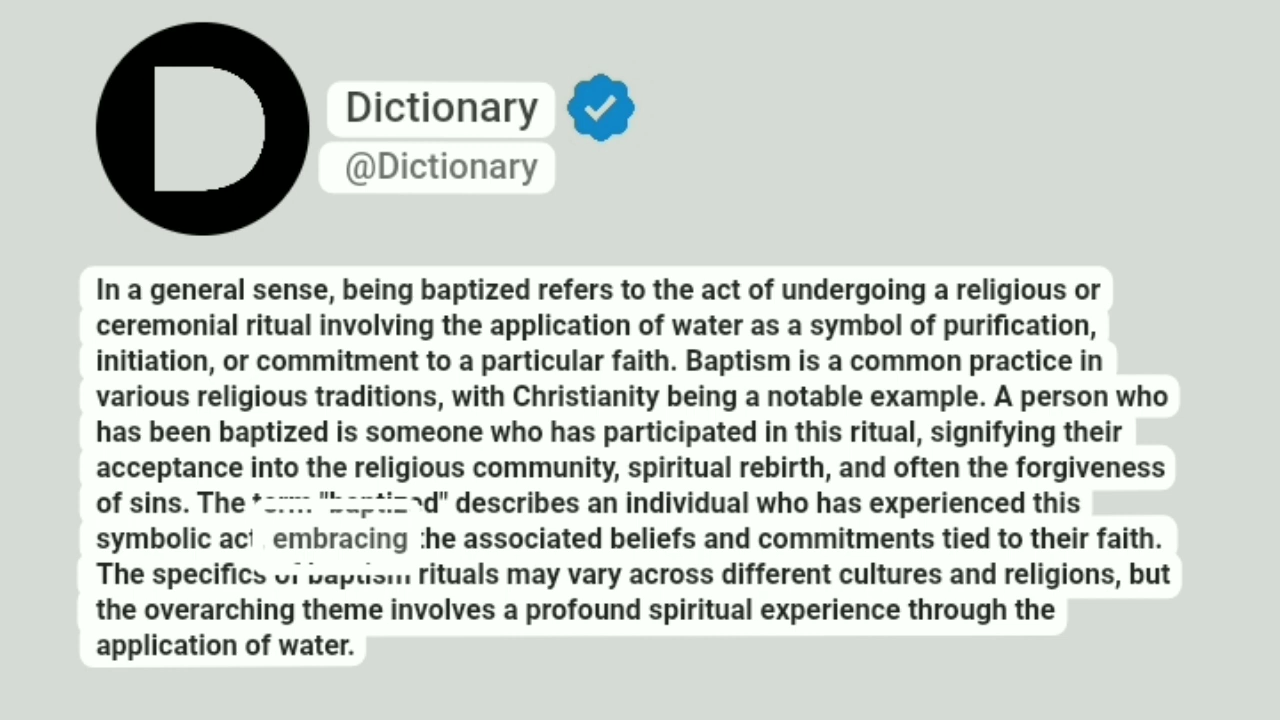 D
Dictionary
@Dictionary
In a general sense, being baptized refers to the act of undergoing a religious or
ceremonial ritual involving the application of water as a symbol of purification,
initiation, or commitment to a particular faith. Baptism is a common practice in
various religious traditions, with Christianity being a notable example. A person who
has been baptized is someone who has participated in this ritual, signifying their
acceptance into the religious community, spiritual rebirth, and often the forgiveness
of sins. The term "baptized" describes an individual who has experienced this
symbolic act embracing the associated beliefs and commitments tied to their faith.
The specifics of baptism rituals may vary across different cultures and religions, but
the overarching theme involves a profound spiritual experience through the
application of water.